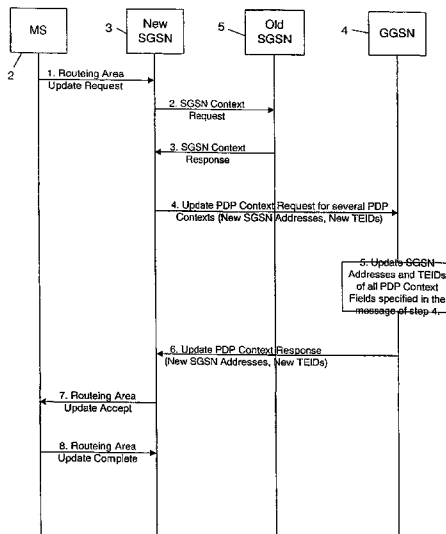 MS
2
3
New
SGSN
5
Old
SGSN
4
GGSN
1. Routeing Area
Update Request
2. SGSN Context
Request
3. SGSN Context
Response
4. Update PDP Context Request for several PDP
Contexts (New SGSN Addresses, New TEIDs)
5. Update SGSN
Addresses and TEIDs
of all PDP Context
Fields specified in the
message of step 4.
6. Update PDP Context Response
(New SGSN Addresses, New TEIDs)
7. Routeing Area
Update Accept
8. Routeing Area
Update Complete